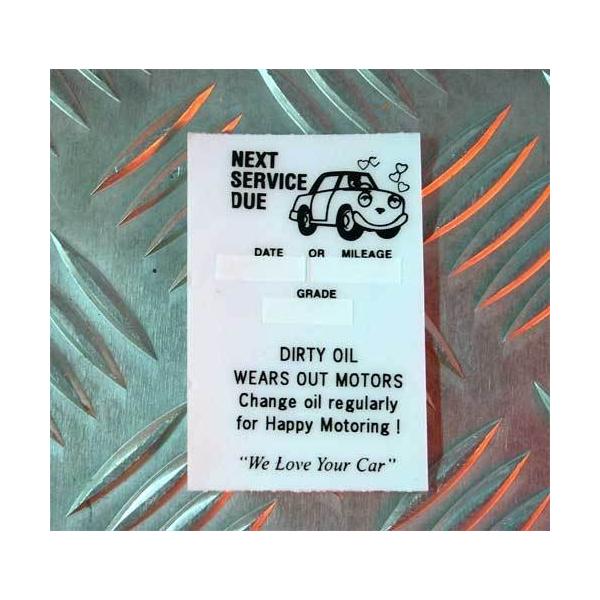 NEXT
SERVICE
DUE
DATE OR MILEAGE
GRADE
DIRTY OIL
WEARS OUT MOTORS
Change oil regularly
for Happy Motoring !
"We Love Your Car"